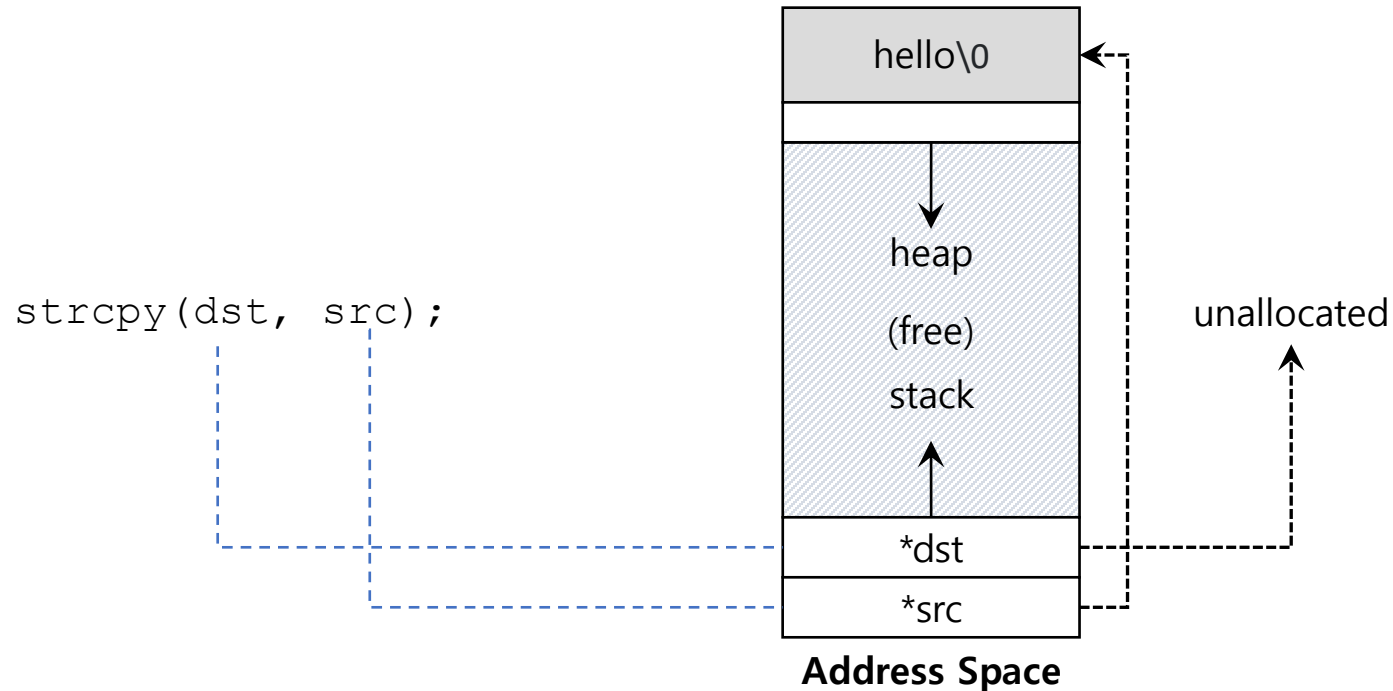 hello\0
heap
strcpy(dst, src);
(free)
unallocated
stack
*dst
*src
Address Space